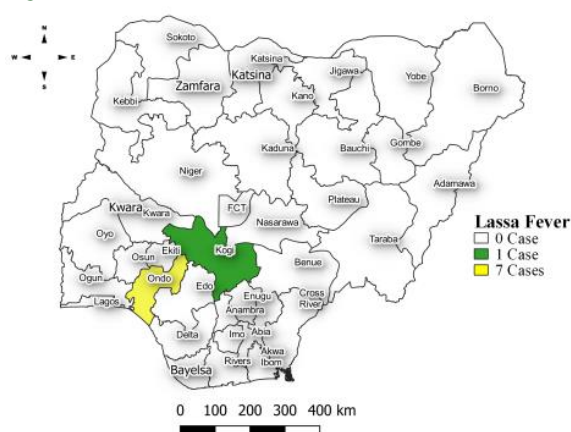 N
W E
S
Sokoto
Katsina
Katsina
Jigawa
Yobe
Borno
Zamfara
Kano
Kebbi
Kaduna
Bauchi
Gombe
Niger
Adamawa
Plateau
FCT
Kwara
Kwara
Nasarawa
Taraba
Oyo
Kogi
Ekiti
Osun
Benue
Ogun
Ondo
Edo
Lagos
Enugu
Anambra
Cross
River
Delta
Imo
Abia
Akwa
Ibom
Rivers
Bayelsa
Lassa Fever
0 Case
1 Case
7 Cases
0 100 200 300 400 km